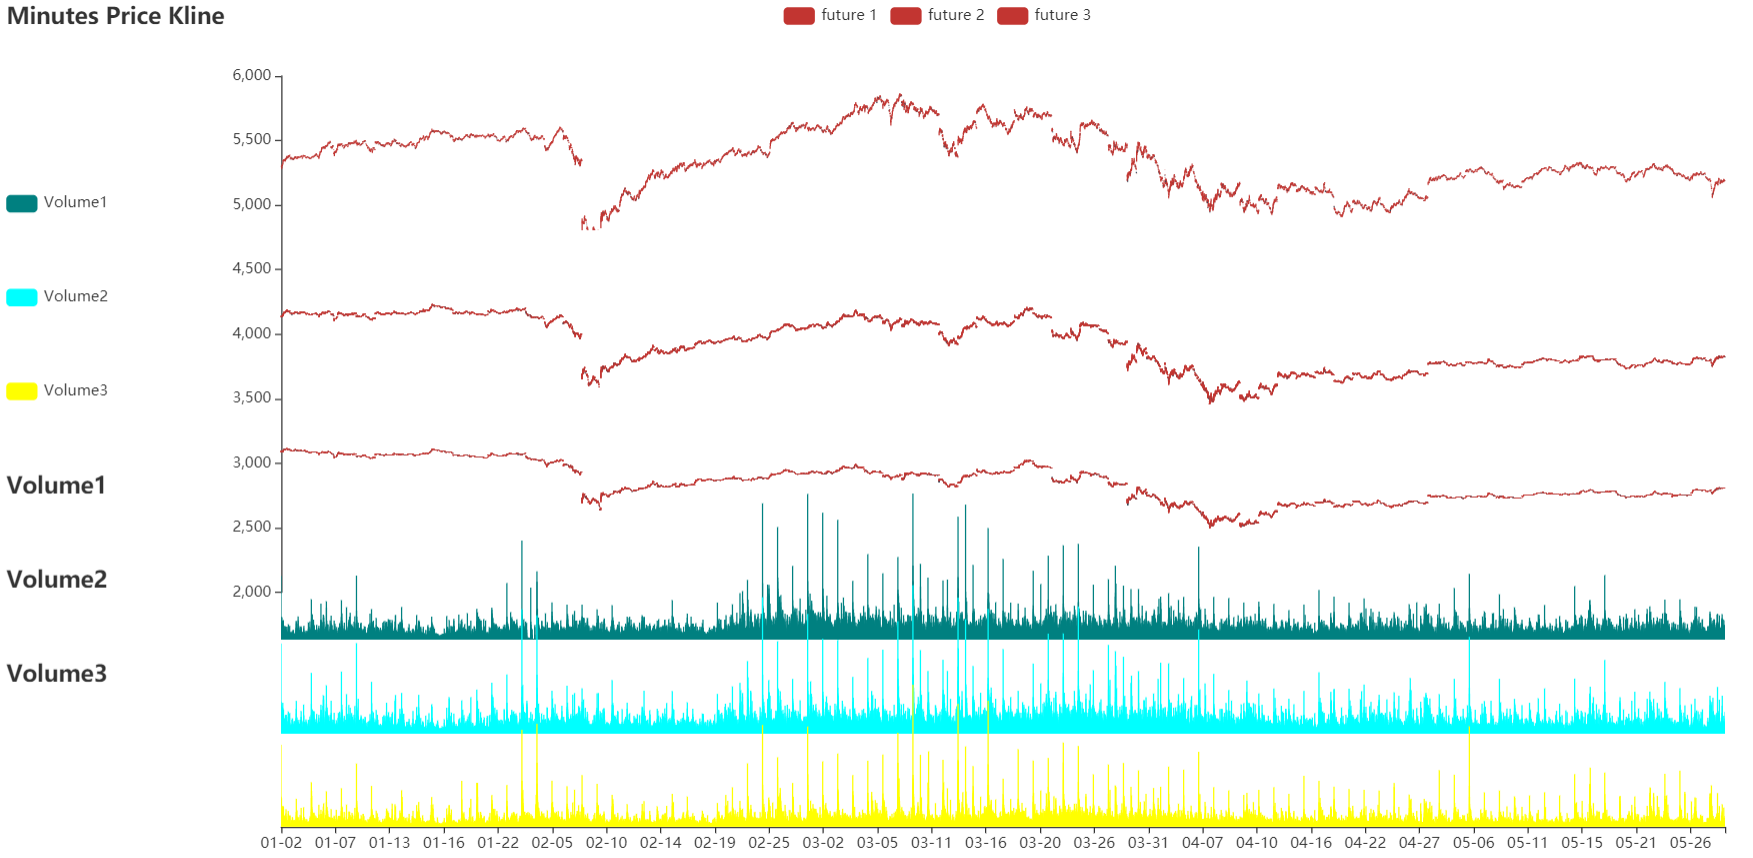 Minutes Price Kline
future 1 future 2 future 3
6,000
5,500
Volume1
5,000
4,500
Volume2
4,000
Volume3
3,500
3,000
Volume1
2,500
Volume2
2,000
Volume3
01-02 01-07 01-13 01-16 01-22 02-05 02-10 02-14 02-19 02-25 03-02 03-05 03-11 03-16 03-20 03-26 03-31 04-07 04-10 04-16 04-22 04-27 05-06 05-11 05-15 05-21 05-26